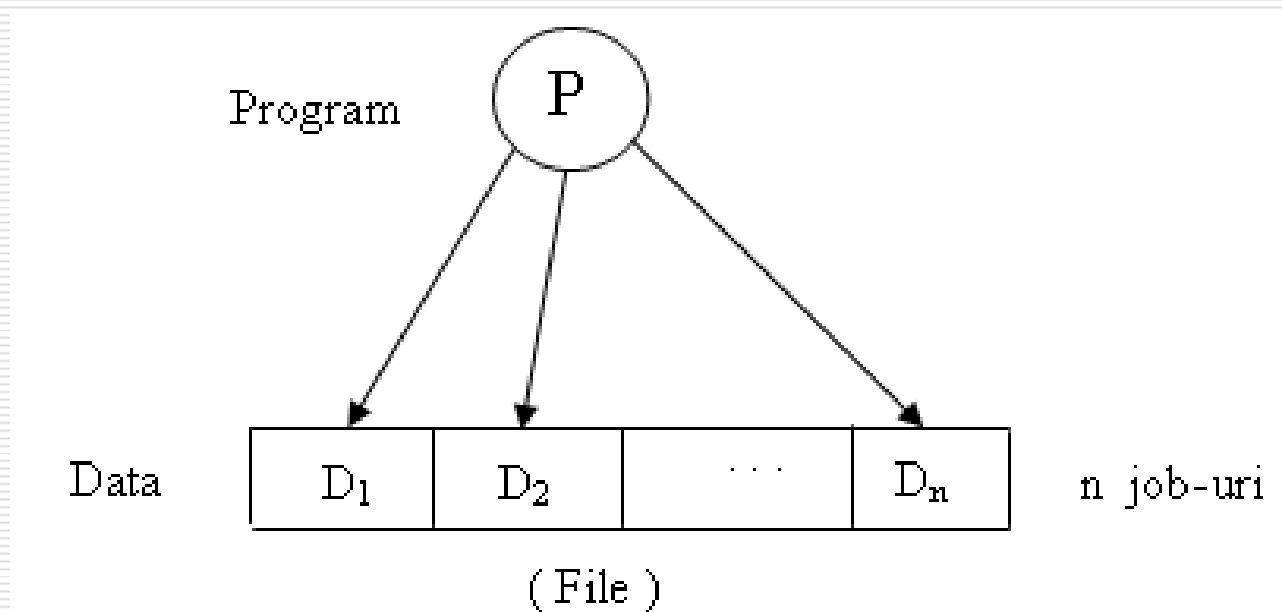 P
Program
Data D₁ D₂ ... Dₙ n job-uri
( File )